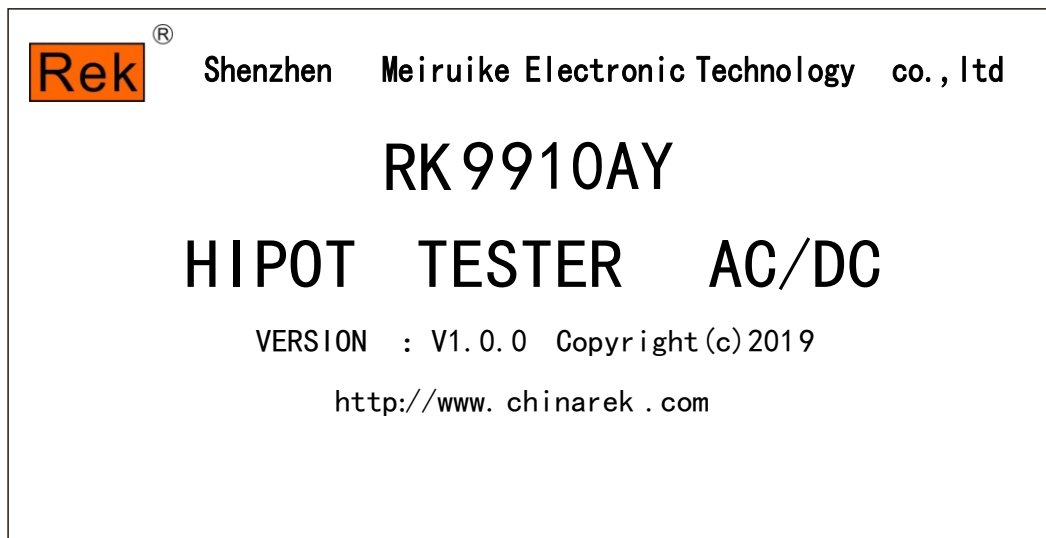 Rek ® Shenzhen Meiruike Electronic Technology co.,ltd
RK9910AY
HIPOT TESTER AC/DC
VERSION : V1.0.0 Copyright(c)2019
http://www.chinarek.com